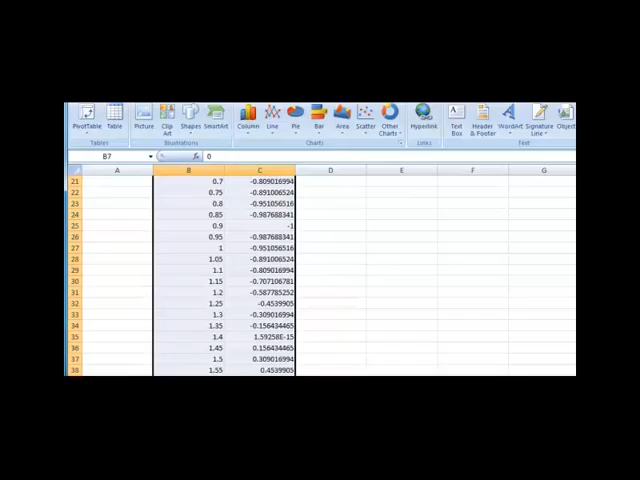 PivotTable Table Picture Clip Art Shapes SmartArt Column Line Pie Bar Area Scatter Other Charts Hyperlink Text Box Header & Footer WordArt Signature Line Object
Tables Illustrations Charts Links Text
B7 fx 0
A B C D E F G
21 0.7 -0.809016994
22 0.75 -0.891006524
23 0.8 -0.951056516
24 0.85 -0.987688341
25 0.9 -1
26 0.95 -0.987688341
27 1 -0.951056516
28 1.05 -0.891006524
29 1.1 -0.809016994
30 1.15 -0.707106781
31 1.2 -0.587785252
32 1.25 -0.4539905
33 1.3 -0.309016994
34 1.35 -0.156434465
35 1.4 1.59258E-15
36 1.45 0.156434465
37 1.5 0.309016994
38 1.55 0.4539905